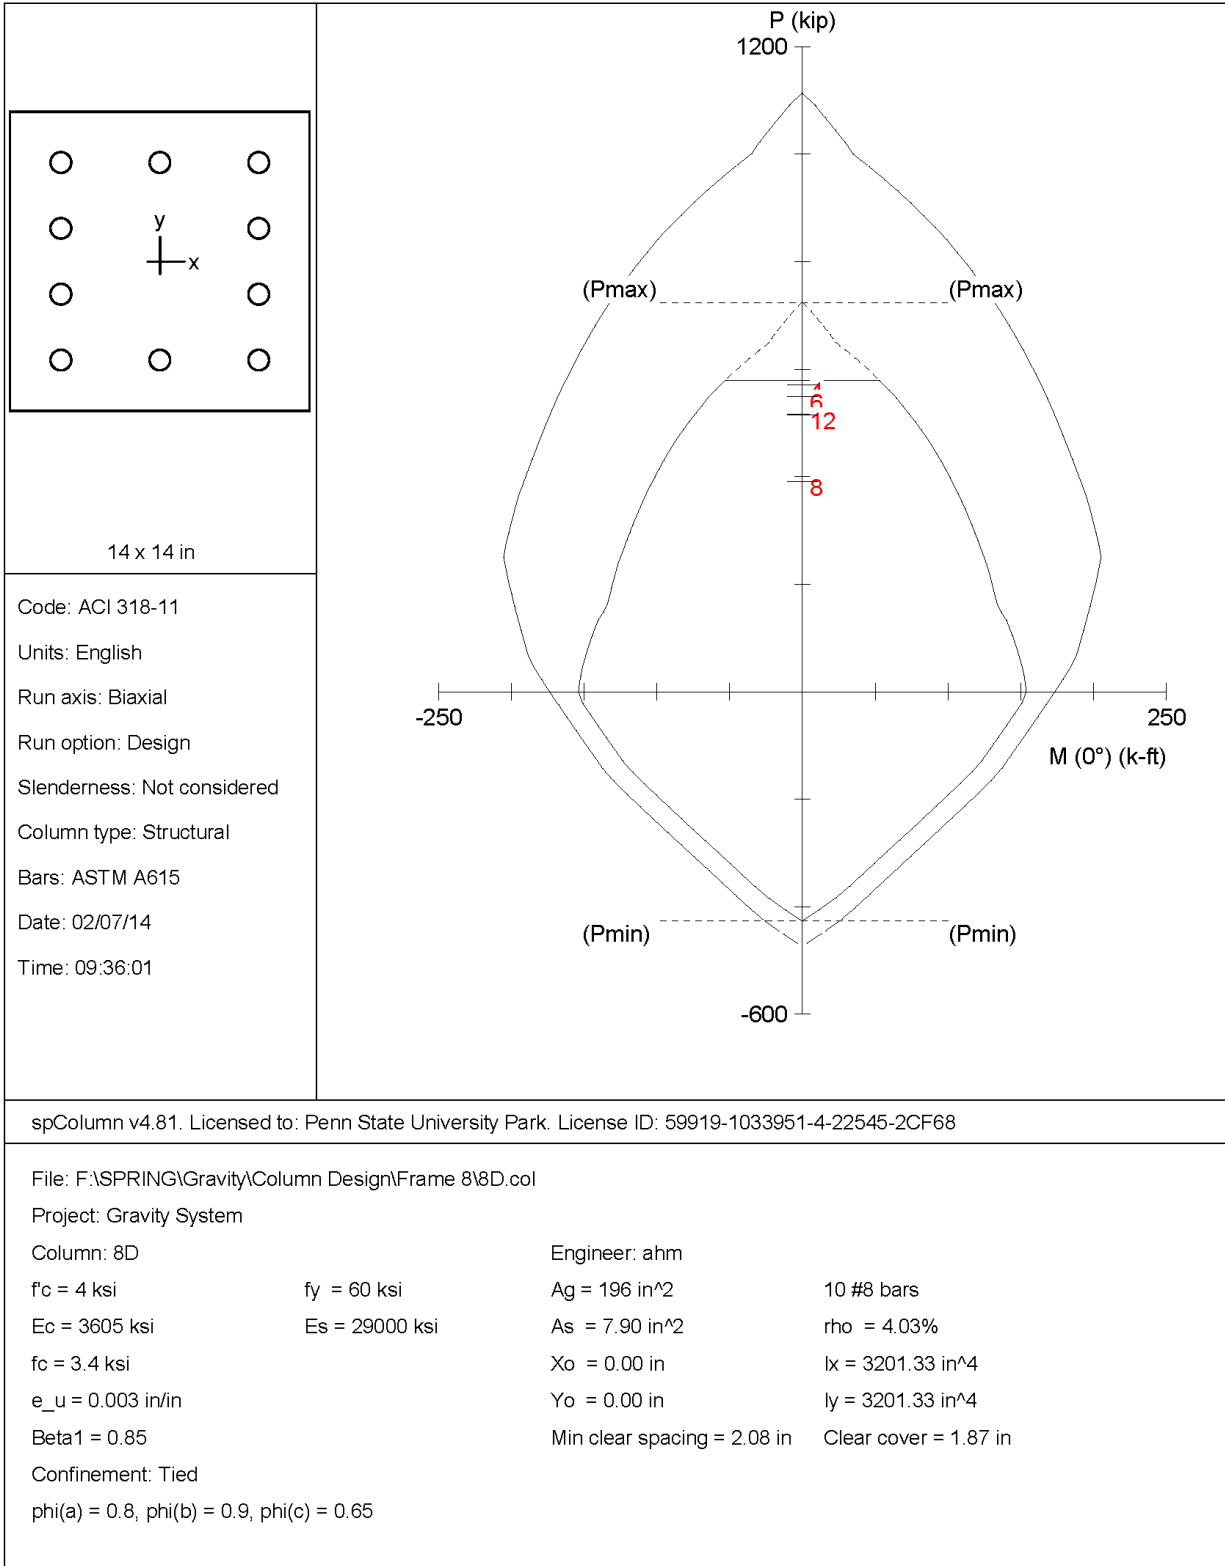 P (kip)
1200
(Pmax) (Pmax)
6
12
8
y
x
14 x 14 in
-250 250
M (0°) (k-ft)
(Pmin) (Pmin)
-600
Code: ACI 318-11
Units: English
Run axis: Biaxial
Run option: Design
Slenderness: Not considered
Column type: Structural
Bars: ASTM A615
Date: 02/07/14
Time: 09:36:01
spColumn v4.81. Licensed to: Penn State University Park. License ID: 59919-1033951-4-22545-2CF68
File: F:\SPRING\Gravity\Column Design\Frame 8\8D.col
Project: Gravity System
Column: 8D Engineer: ahm
f'c = 4 ksi fy = 60 ksi Ag = 196 in^2 10 #8 bars
Ec = 3605 ksi Es = 29000 ksi As = 7.90 in^2 rho = 4.03%
fc = 3.4 ksi Xo = 0.00 in Ix = 3201.33 in^4
e_u = 0.003 in/in Yo = 0.00 in Iy = 3201.33 in^4
Beta1 = 0.85 Min clear spacing = 2.08 in Clear cover = 1.87 in
Confinement: Tied
phi(a) = 0.8, phi(b) = 0.9, phi(c) = 0.65